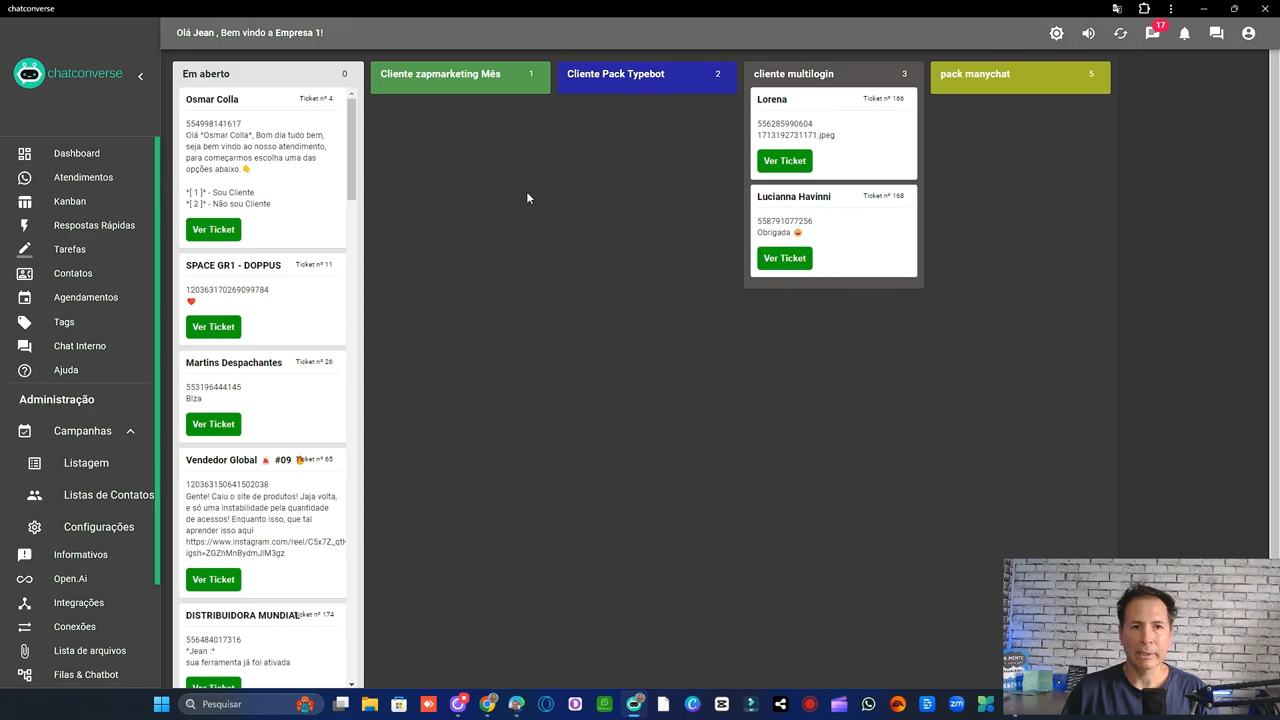 chatconverse
Olá Jean , Bem vindo a Empresa 1!
17
chatconverse
Dashboard
Atendimentos
Kanban
Respostas Rápidas
Tarefas
Contatos
Agendamentos
Tags
Chat Interno
Ajuda
Administração
Campanhas
Listagem
Listas de Contatos
Configurações
Informativos
Open.Ai
Integrações
Conexões
Lista de arquivos
Filas & Chatbot
Em aberto 0
Osmar Colla Ticket nº 4
554998141617
Olá *Osmar Colla*, Bom dia tudo bem,
seja bem vindo ao nosso atendimento,
para começarmos escolha uma das
opções abaixo.👇
*[ 1 ]* - Sou Cliente
*[ 2 ]* - Não sou Cliente
Ver Ticket
SPACE GR1 - DOPPUS Ticket nº 11
120363170269099784
❤️
Ver Ticket
Martins Despachantes Ticket nº 26
553196444145
Blza
Ver Ticket
Vendedor Global 🚨 #09 🔥 Ticket nº 65
120363150641502038
Gente! Caiu o site de produtos! Jaja volta,
e só uma instabilidade pela quantidade
de acessos! Enquanto isso, que tal
aprender isso aqui
https://www.instagram.com/reel/C5x7Z_qtH
igsh=ZGZhMnBydmJlM3gz
Ver Ticket
DISTRIBUIDORA MUNDIAL Ticket nº 174
556484017316
*Jean :*
sua ferramenta já foi ativada
Ver Ticket
Cliente zapmarketing Mês 1
Cliente Pack Typebot 2
cliente multilogin 3
Lorena Ticket nº 166
556285990604
1713192731171.jpeg
Ver Ticket
Lucianna Havinni Ticket nº 168
558791077256
Obrigada 😄
Ver Ticket
pack manychat 5
Pesquisar
zm